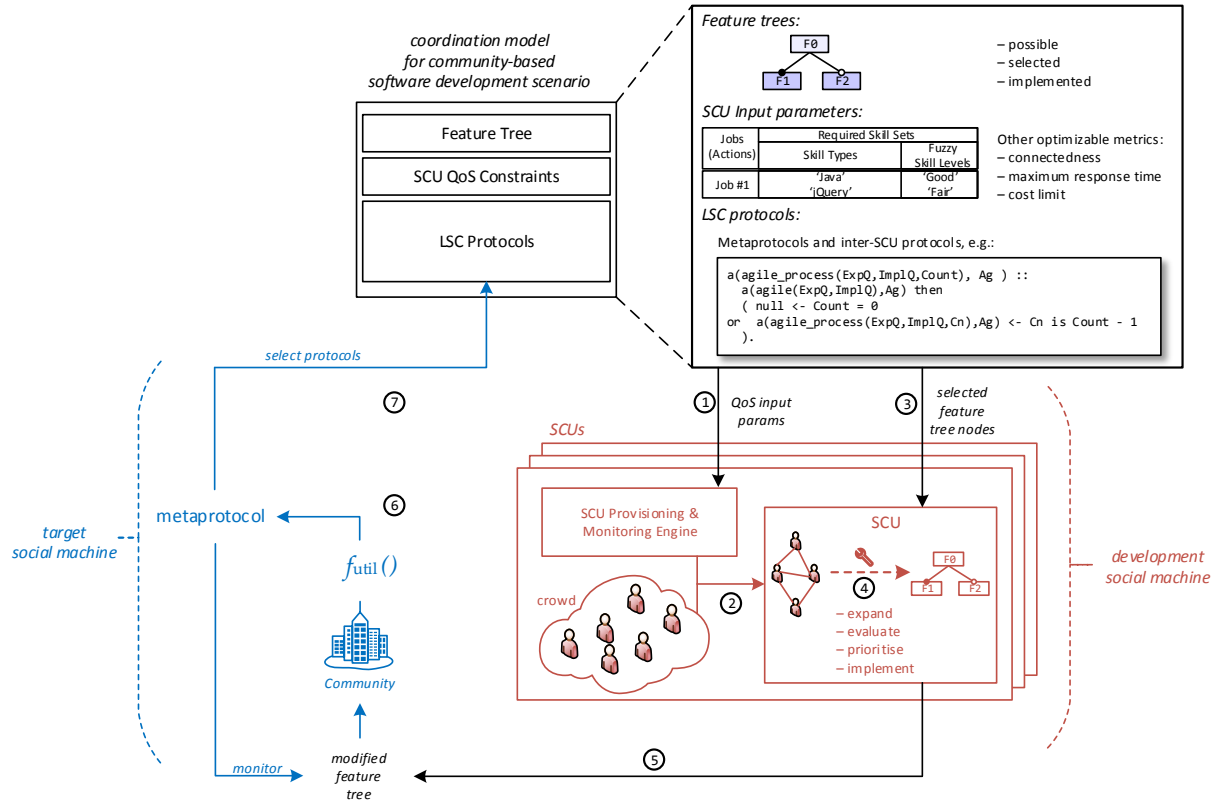 coordination model
for community-based
software development scenario
Feature Tree
SCU QoS Constraints
LSC Protocols
Feature trees:
F0
F1
F2
– possible
– selected
– implemented
SCU Input parameters:
Jobs
(Actions)
Required Skill Sets
Skill Types
Fuzzy
Skill Levels
Job #1
‘Java’
‘jQuery’
‘Good’
‘Fair’
Other optimizable metrics:
– connectedness
– maximum response time
– cost limit
LSC protocols:
Metaprotocols and inter-SCU protocols, e.g.:
a(agile_process(ExpQ,ImplQ,Count), Ag ) ::
a(agile(ExpQ,ImplQ),Ag) then
( null <- Count = 0
or a(agile_process(ExpQ,ImplQ,Cn),Ag) <- Cn is Count - 1
).
select protocols
7
1
QoS input
params
3
selected
feature
tree nodes
SCUs
SCU Provisioning &
Monitoring Engine
crowd
2
SCU
4
F0
F1
F2
– expand
– evaluate
– prioritise
– implement
development
social machine
target
social machine
metaprotocol
6
futil ()
Community
monitor
modified
feature
tree
5